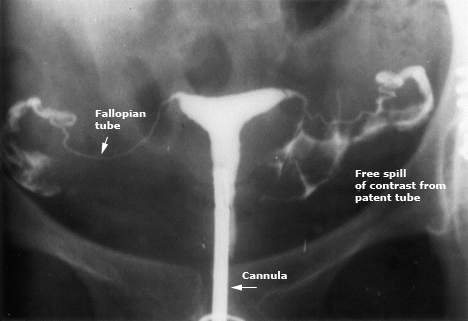 Fallopian
tube
Free spill
of contrast from
patent tube
Cannula